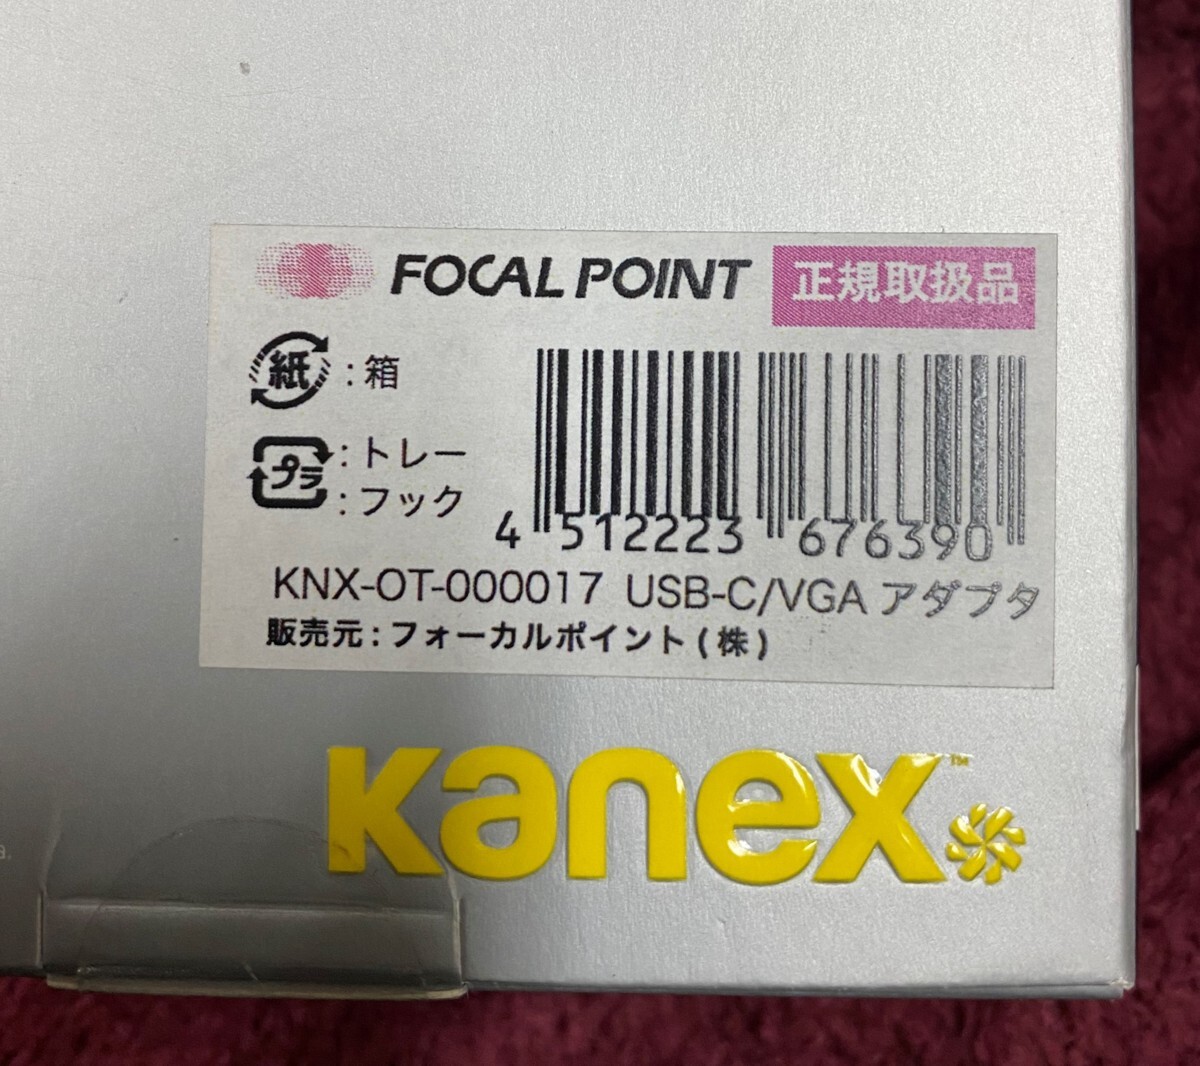 FOCAL POINT 正規取扱品
紙 : 箱
プラ : トレー
: フック
4 512223 676390
KNX-OT-000017 USB-C/VGA アダプタ
販売元 : フォーカルポイント ( 株 )
Kanex™
a.